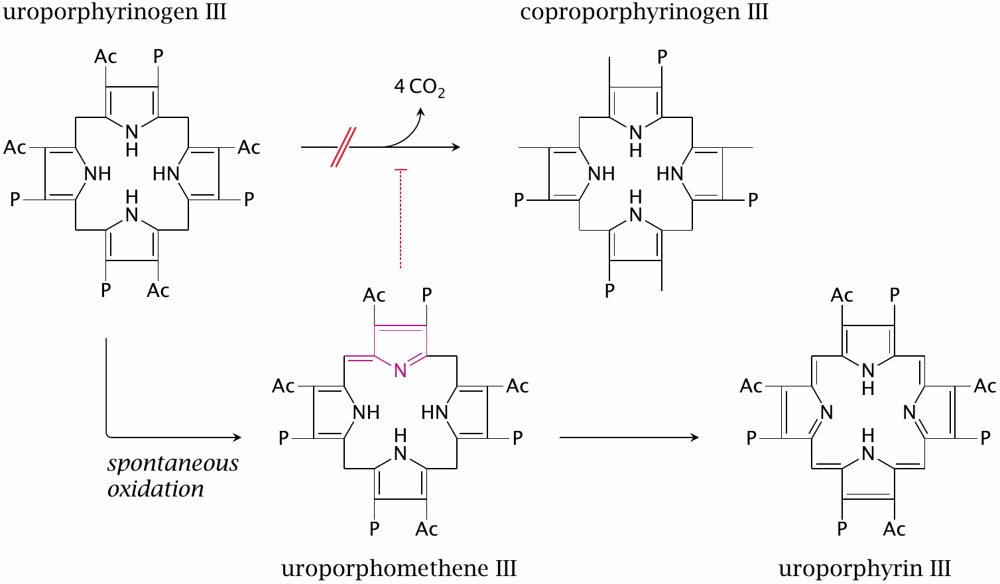 uroporphyrinogen III
coproporphyrinogen III
Ac P
P
4 CO2
N
H
N
H
Ac Ac
NH HN
NH HN
H
N
H
N
P P
P P
P Ac
P
Ac P
Ac P
N
N
H
Ac Ac
Ac Ac
NH HN
N N
H
N
H
N
P P
P P
spontaneous
oxidation
P Ac
P Ac
uroporphomethene III
uroporphyrin III